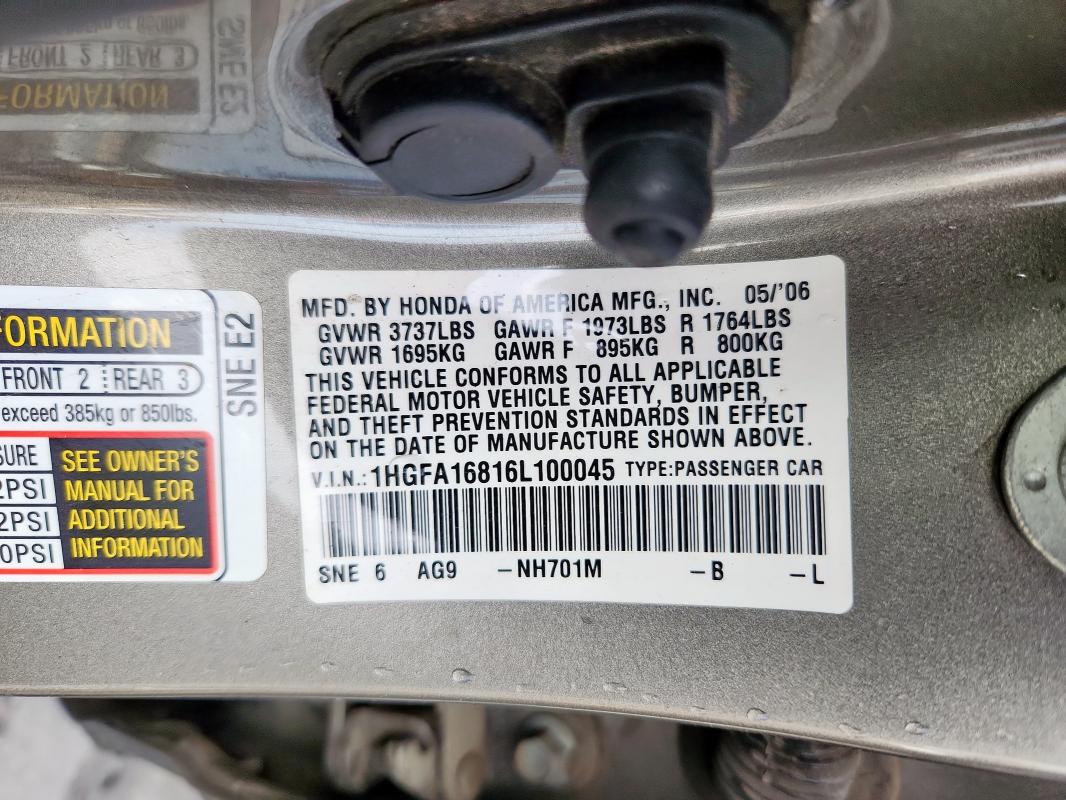 FORMATION
FRONT 2 REAR 3
exceed 385kg or 850lbs.
SURE
2PSI
2PSI
0PSI
SEE OWNER'S
MANUAL FOR
ADDITIONAL
INFORMATION
SNE E2
MFD. BY HONDA OF AMERICA MFG., INC. 05/'06
GVWR 3737LBS GAWR F 1973LBS R 1764LBS
GVWR 1695KG GAWR F 895KG R 800KG
THIS VEHICLE CONFORMS TO ALL APPLICABLE
FEDERAL MOTOR VEHICLE SAFETY, BUMPER,
AND THEFT PREVENTION STANDARDS IN EFFECT
ON THE DATE OF MANUFACTURE SHOWN ABOVE.
V.I.N.: 1HGFA16816L100045 TYPE:PASSENGER CAR
SNE 6 AG9 -NH701M -B -L